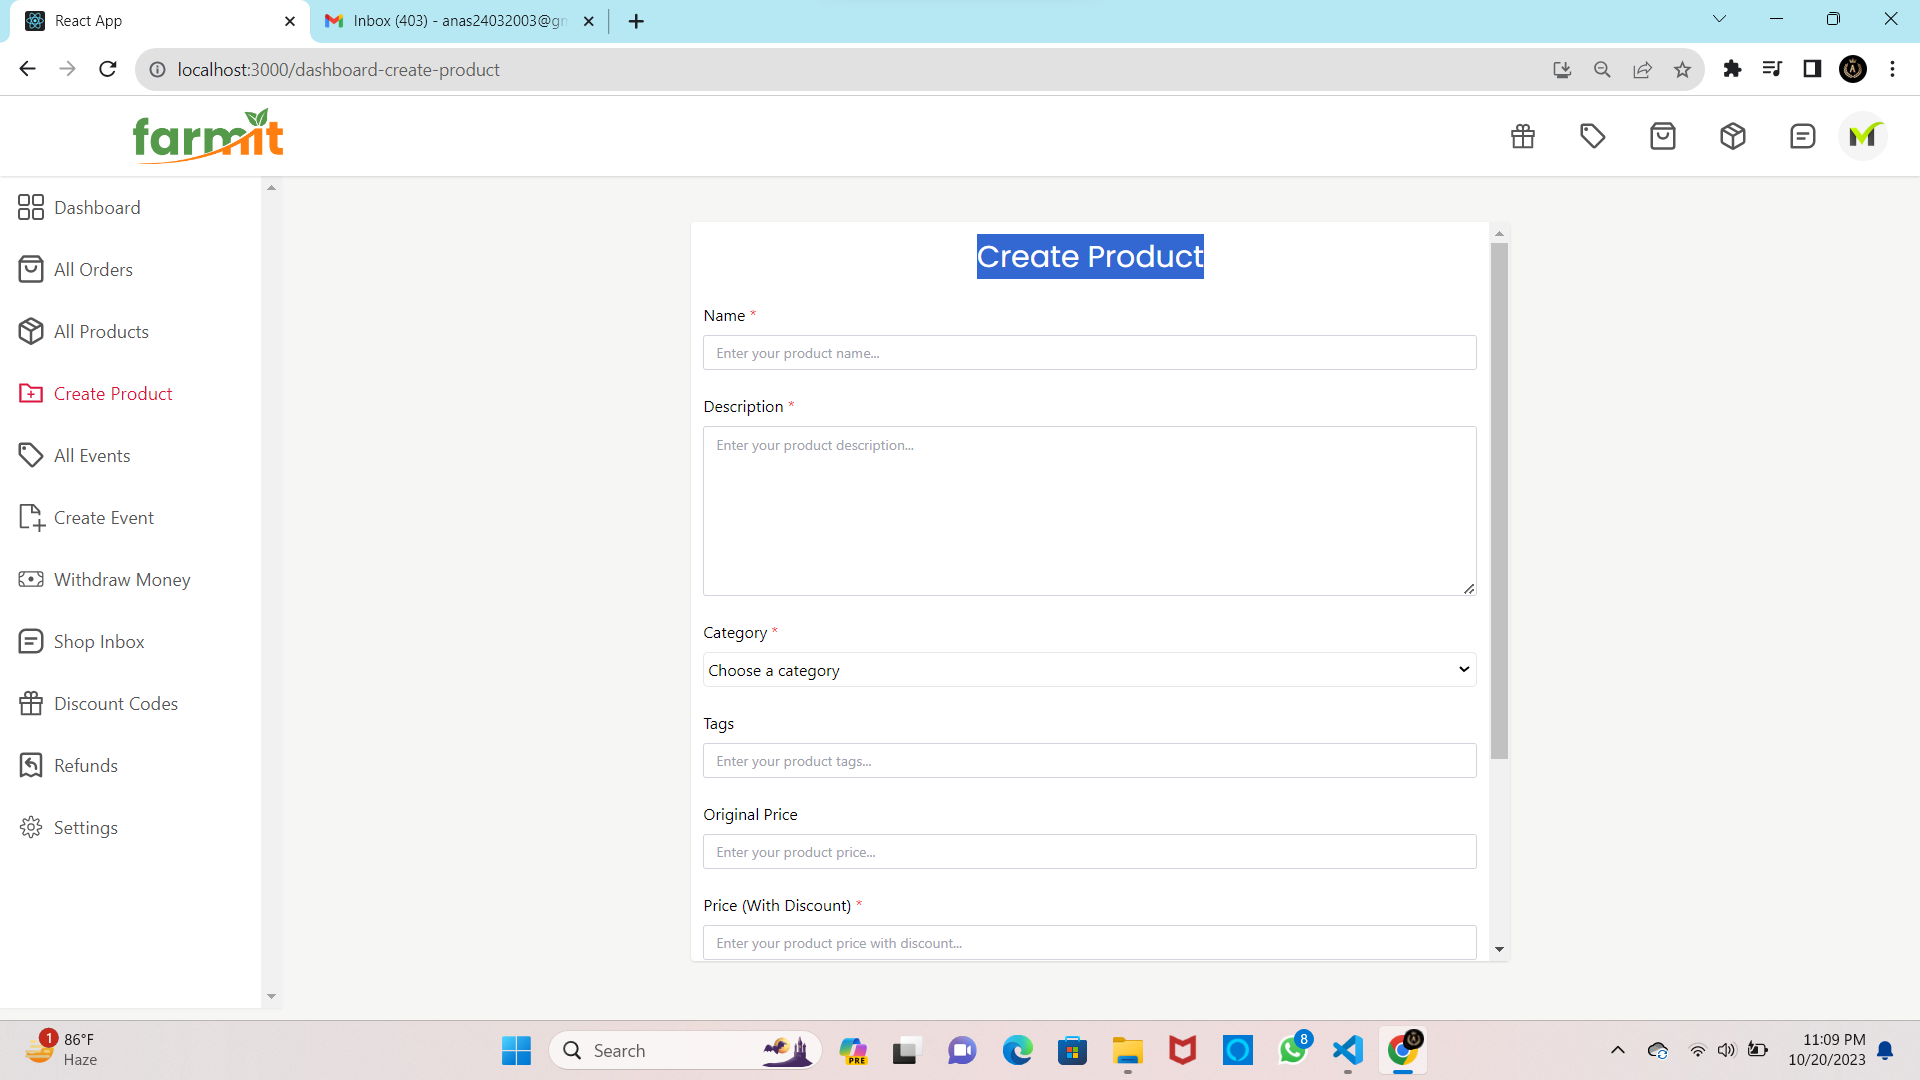 React App
Inbox (403) - anas24032003@gm
localhost:3000/dashboard-create-product
farmit
Dashboard
All Orders
All Products
Create Product
All Events
Create Event
Withdraw Money
Shop Inbox
Discount Codes
Refunds
Settings
Create Product
Name *
Enter your product name...
Description *
Enter your product description...
Category *
Choose a category
Tags
Enter your product tags...
Original Price
Enter your product price...
Price (With Discount) *
Enter your product price with discount...
1
86°F
Haze
Search
PRE
8
11:09 PM
10/20/2023